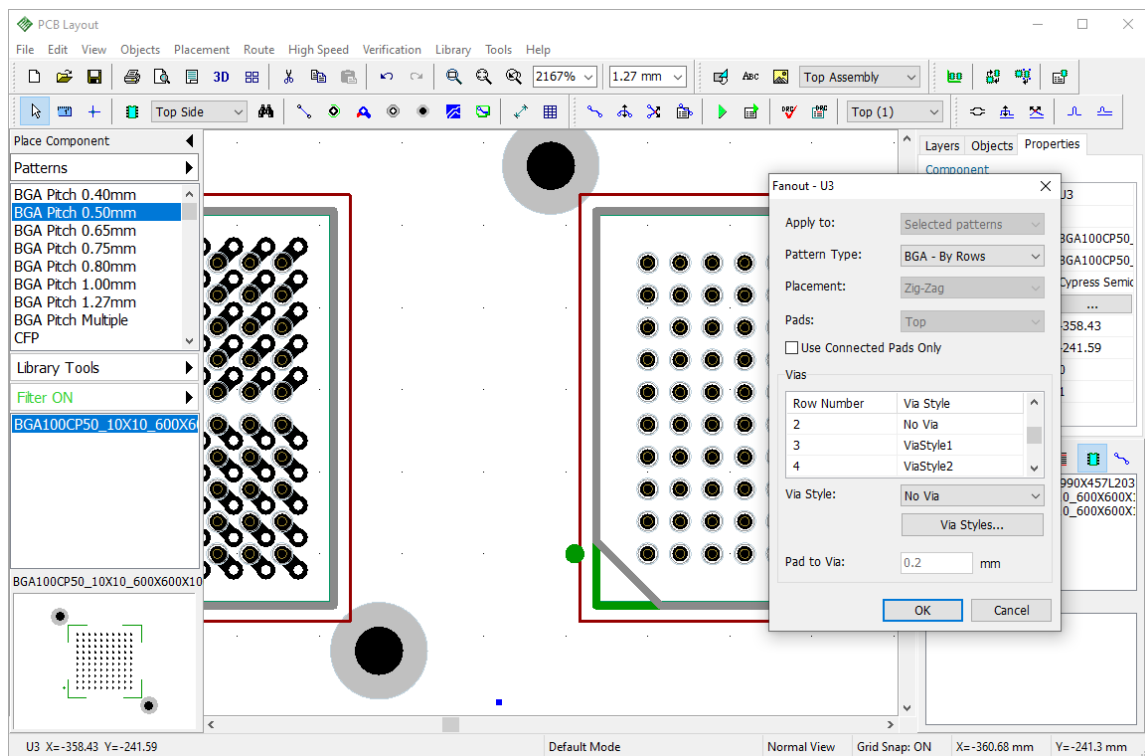 PCB Layout
File Edit View Objects Placement Route High Speed Verification Library Tools Help
3D 2167% 1.27 mm ABC Top Assembly
Top Side Top (1)
Place Component
Patterns
BGA Pitch 0.40mm
BGA Pitch 0.50mm
BGA Pitch 0.65mm
BGA Pitch 0.75mm
BGA Pitch 0.80mm
BGA Pitch 1.00mm
BGA Pitch 1.27mm
BGA Pitch Multiple
CFP
Library Tools
Filter ON
BGA100CP50_10X10_600X6
BGA100CP50_10X10_600X600X10
Fanout - U3
Apply to: Selected patterns
Pattern Type: BGA - By Rows
Placement: Zig-Zag
Pads: Top
Use Connected Pads Only
Vias
Row Number Via Style
2 No Via
3 ViaStyle1
4 ViaStyle2
Via Style: No Via
Via Styles...
Pad to Via: 0.2 mm
OK Cancel
Layers Objects Properties
Component
U3
BGA100CP50_
BGA100CP50_
Cypress Semic
...
-358.43
-241.59
0
1
990X457L203
0_600X600X
0_600X600X
U3 X=-358.43 Y=-241.59 Default Mode Normal View Grid Snap: ON X=-360.68 mm Y=-241.3 mm